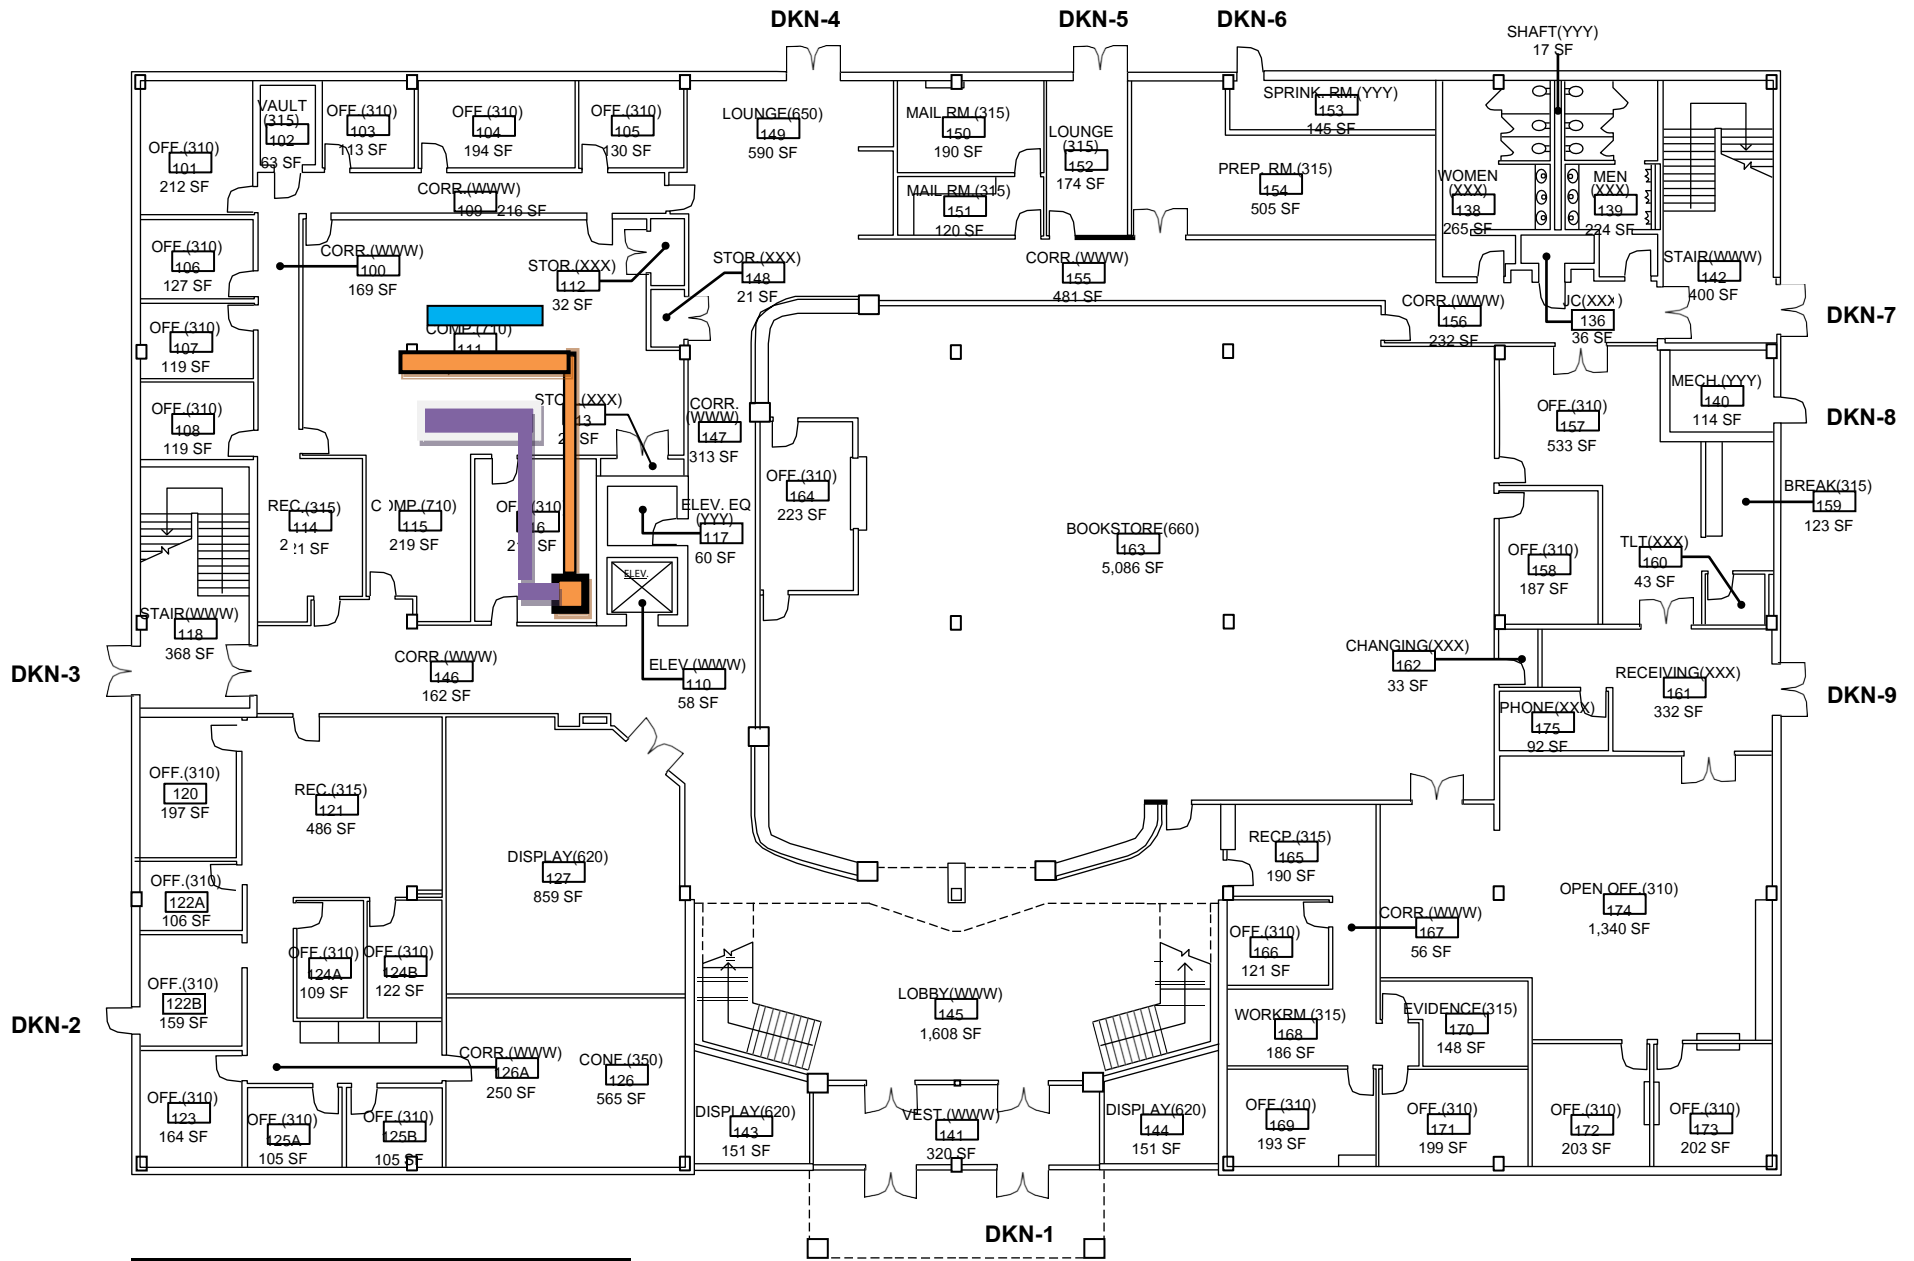 DKN-4
DKN-5
DKN-6
SHAFT(YYY)
17 SF
OFF.(310)
101
212 SF
VAULT
(315)
102
63 SF
OFF.(310)
103
113 SF
OFF.(310)
104
194 SF
OFF.(310)
105
130 SF
LOUNGE(650)
149
590 SF
MAIL RM.(315)
150
190 SF
MAIL RM.(315)
151
120 SF
LOUNGE
(315)
152
174 SF
SPRINK. RM.(YYY)
153
145 SF
PREP. RM.(315)
154
505 SF
WOMEN
(XXX)
138
265 SF
MEN
(XXX)
139
224 SF
STAIR(WWW)
142
400 SF
CORR.(WWW)
109 216 SF
OFF.(310)
106
127 SF
CORR.(WWW)
100
169 SF
STOR.(XXX)
112
32 SF
STOR.(XXX)
148
21 SF
CORR.(WWW)
155
481 SF
CORR.(WWW)
156
232 SF
JC(XXX)
136
36 SF
DKN-7
OFF.(310)
107
119 SF
COMP.(710)
111
OFF.(310)
108
119 SF
(XXX)
SF
CORR.
(WWW)
147
313 SF
MECH.(YYY)
140
114 SF
DKN-8
OFF.(310)
157
533 SF
REC.(315)
114
COMP.(710)
115
219 SF
SF
ELEV. EQ
(YYY)
117
60 SF
OFF.(310)
164
223 SF
BOOKSTORE(660)
163
5,086 SF
BREAK(315)
159
123 SF
OFF.(310)
158
187 SF
TLT(XXX)
160
43 SF
ELEV.
STAIR(WWW)
118
368 SF
DKN-3
CORR.(WWW)
146
162 SF
ELEV.(WWW)
110
58 SF
CHANGING(XXX)
162
33 SF
RECEIVING(XXX)
161
332 SF
DKN-9
PHONE(XXX)
175
92 SF
OFF.(310)
120
197 SF
REC.(315)
121
486 SF
DISPLAY(620)
127
859 SF
RECP.(315)
165
190 SF
OFF.(310)
122A
106 SF
OPEN OFF.(310)
174
1,340 SF
CORR.(WWW)
167
56 SF
OFF.(310)
166
121 SF
OFF.(310)
124A
109 SF
OFF.(310)
124B
122 SF
OFF.(310)
122B
159 SF
DKN-2
LOBBY(WWW)
145
1,608 SF
WORKRM.(315)
168
186 SF
EVIDENCE(315)
170
148 SF
CORR.(WWW)
126A
250 SF
CONF.(350)
126
565 SF
OFF.(310)
123
164 SF
OFF.(310)
125A
105 SF
OFF.(310)
125B
105 SF
DISPLAY(620)
143
151 SF
VEST.(WWW)
141
320 SF
DISPLAY(620)
144
151 SF
OFF.(310)
169
193 SF
OFF.(310)
171
199 SF
OFF.(310)
172
203 SF
OFF.(310)
173
202 SF
DKN-1